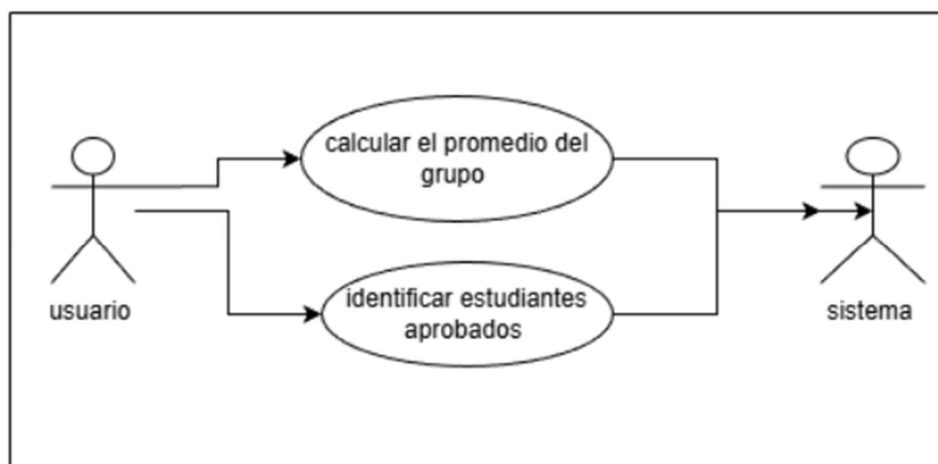 calcular el promedio del
grupo
identificar estudiantes
aprobados
usuario
sistema